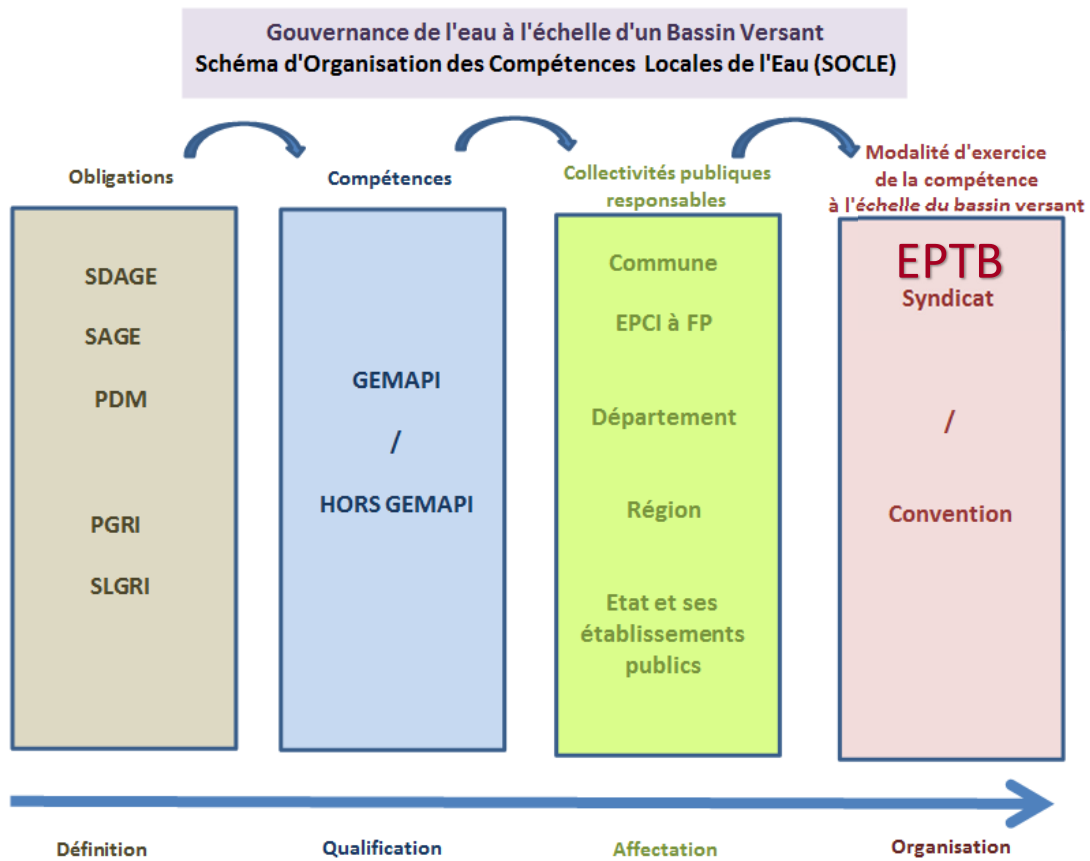 Gouvernance de l'eau à l'échelle d'un Bassin Versant
Schéma d'Organisation des Compétences Locales de l'Eau (SOCLE)
Obligations
SDAGE
SAGE
PDM
PGRI
SLGRI
Définition
Compétences
GEMAPI
/
HORS GEMAPI
Qualification
Collectivités publiques
responsables
Commune
EPCI à FP
Département
Région
Etat et ses
établissements
publics
Affectation
Modalité d'exercice
de la compétence
à l'échelle du bassin versant
EPTB
Syndicat
/
Convention
Organisation